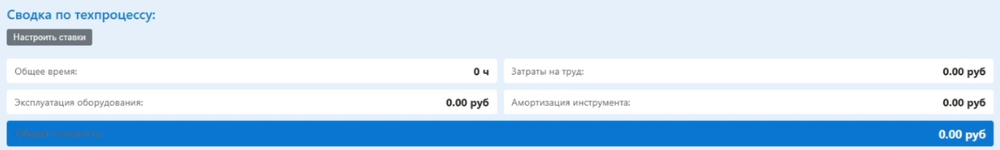 Сводка по техпроцессу:
Настроить ставки
Общее время: 0 ч
Затраты на труд: 0.00 руб
Эксплуатация оборудования: 0.00 руб
Амортизация инструмента: 0.00 руб
Общая стоимость: 0.00 руб